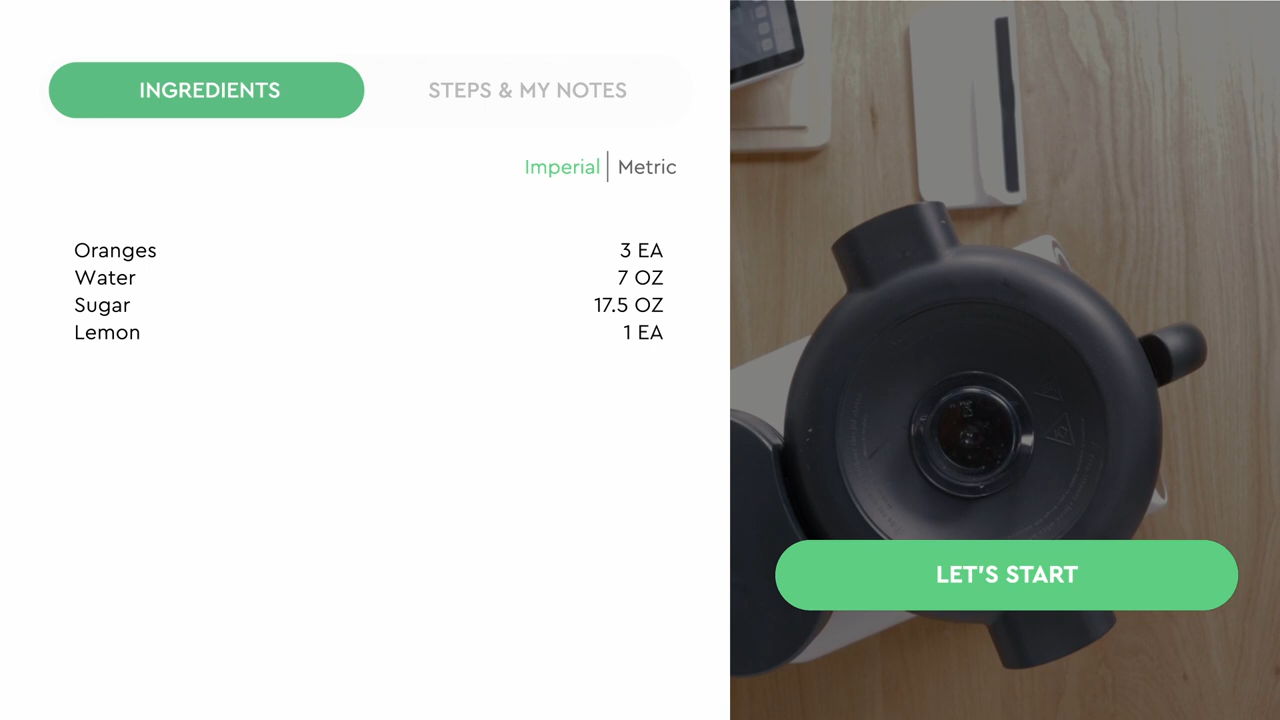 INGREDIENTS
STEPS & MY NOTES
Imperial | Metric
Oranges 3 EA
Water 7 OZ
Sugar 17.5 OZ
Lemon 1 EA
LET'S START